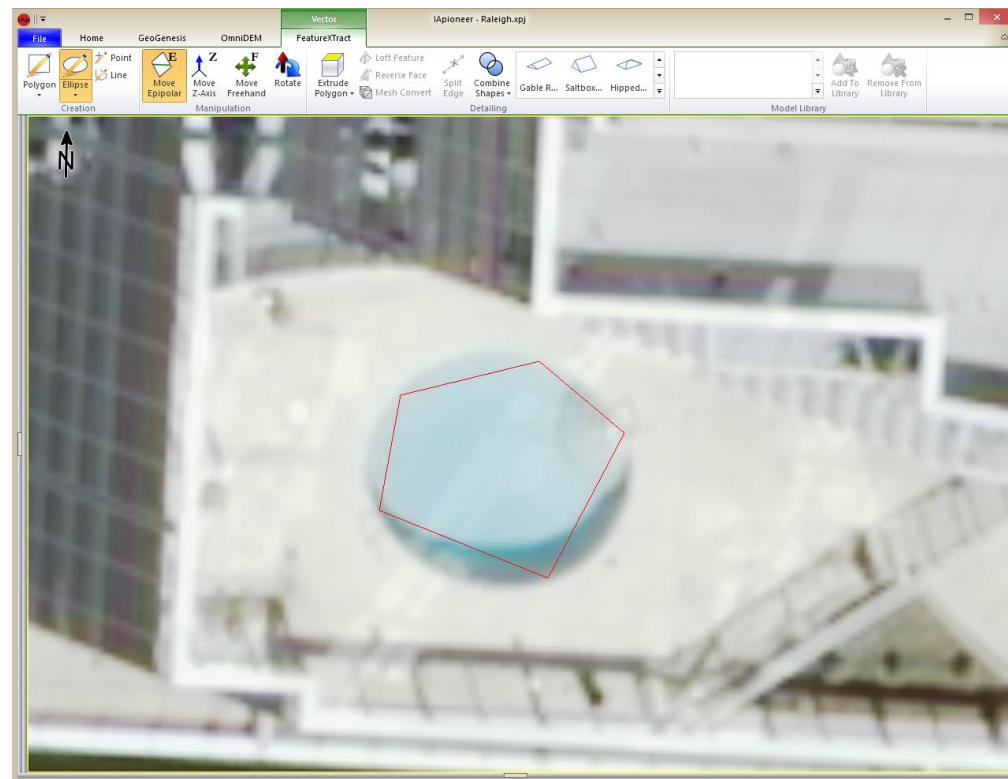 Vector
IApioneer - Raleigh.xpj
File Home GeoGenesis OmniDEM FeatureXTract
Polygon
Ellipse
Point
Line
Creation
Move Epipolar
E
Move Z-Axis
Z
Move Freehand
F
Rotate
Manipulation
Extrude Polygon
Loft Feature
Reverse Face
Mesh Convert
Split Edge
Combine Shapes
Gable R... Saltbox... Hipped...
Detailing
Add To Library
Remove From Library
Model Library
N